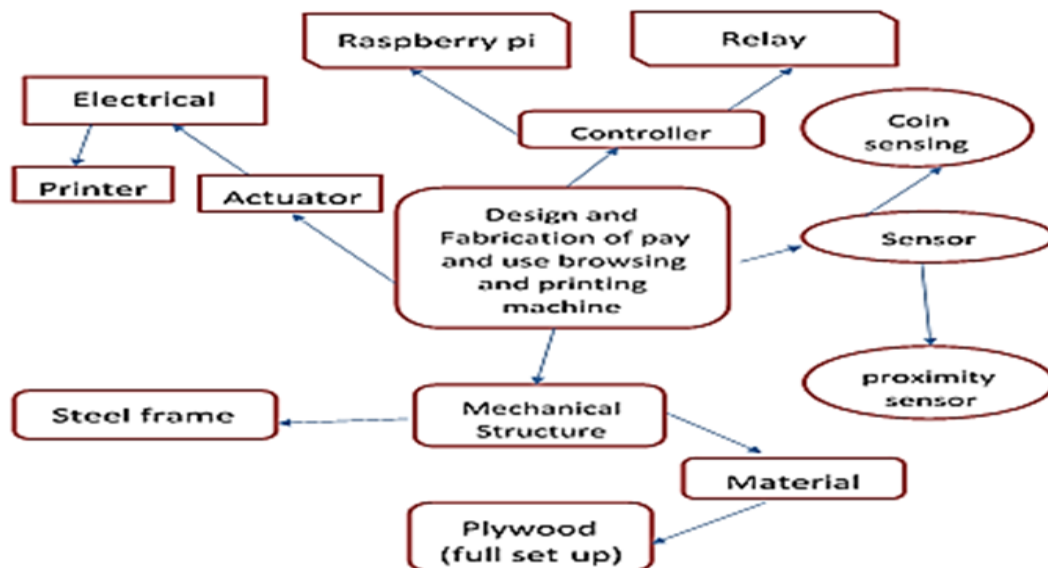 Raspberry pi
Relay
Electrical
Controller
Coin
sensing
Printer
Actuator
Design and
Fabrication of pay
and use browsing
and printing
machine
Sensor
proximity
sensor
Steel frame
Mechanical
Structure
Material
Plywood
(full set up)